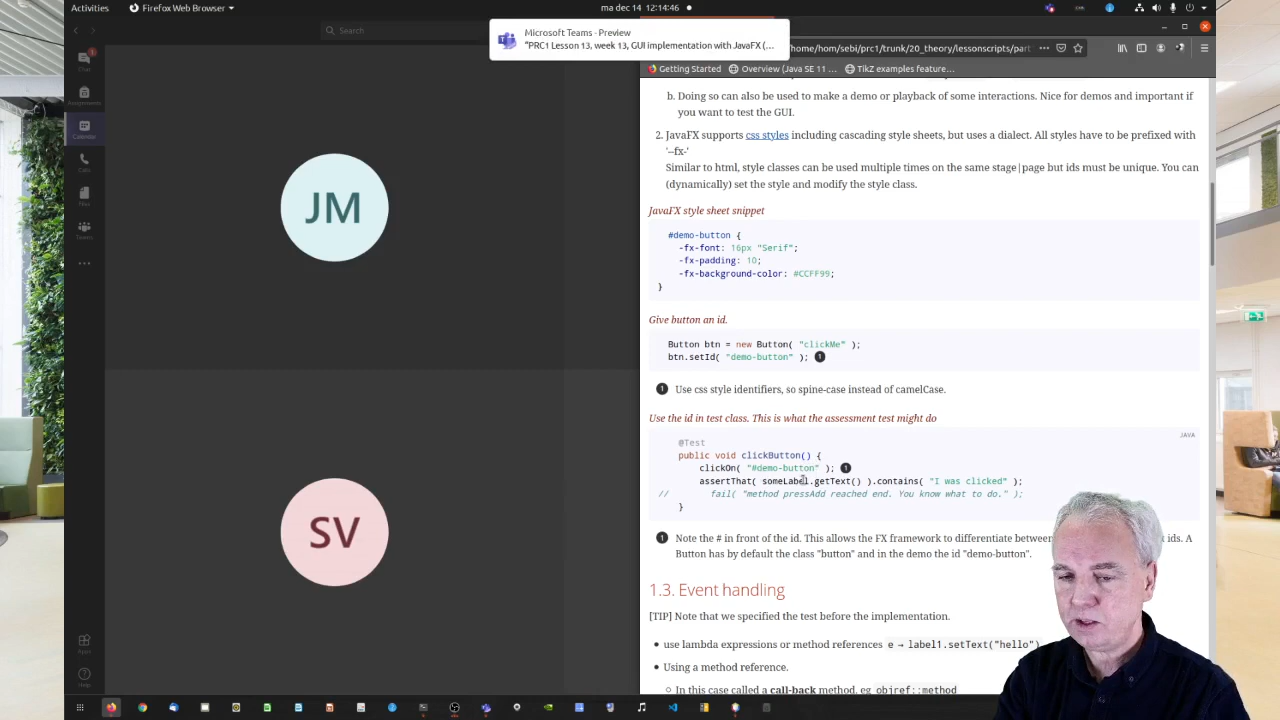 Activities
Firefox Web Browser
dec 14 12:14:46
Search
Microsoft Teams - Preview
"PRC1 Lesson 13, week 13, GUI implementation with JavaFX (...
/home/hom/sebi/prc1/trunk/20_theory/lessonscripts/part
Getting Started
Overview (Java SE 11 ...
TikZ examples feature...
Chat
Assignments
Calendar
Calls
Files
Teams
Apps
Help
JM
SV
b. Doing so can also be used to make a demo or playback of some interactions. Nice for demos and important if
you want to test the GUI.
2. JavaFX supports css styles including cascading style sheets, but uses a dialect. All styles have to be prefixed with
'--fx-'
Similar to html, style classes can be used multiple times on the same stage|page but ids must be unique. You can
(dynamically) set the style and modify the style class.
JavaFX style sheet snippet
#demo-button {
-fx-font: 16px "Serif";
-fx-padding: 10;
-fx-background-color: #CCFF99;
}
Give button an id.
Button btn = new Button( "clickMe" );
btn.setId( "demo-button" ); 1
1 Use css style identifiers, so spine-case instead of camelCase.
Use the id in test class. This is what the assessment test might do
JAVA
@Test
public void clickButton() {
clickOn( "#demo-button" ); 1
assertThat( someLabel.getText() ).contains( "I was clicked" );
// fail( "method pressAdd reached end. You know what to do." );
}
1 Note the # in front of the id. This allows the FX framework to differentiate between ids. A
Button has by default the class "button" and in the demo the id "demo-button".
1.3. Event handling
[TIP] Note that we specified the test before the implementation.
use lambda expressions or method references e → label1.setText("hello")
Using a method reference.
In this case called a call-back method, eg objref::method